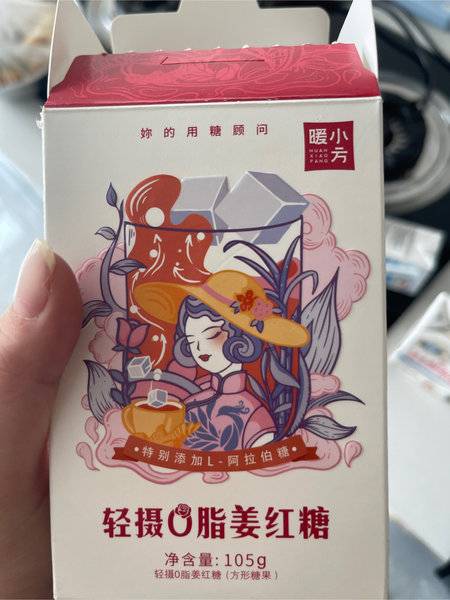 妳的用糖顾问
暖小方
NUAN
XIAO
FANG
特别添加L-阿拉伯糖
轻摄0脂姜红糖
净含量:105g
轻摄0脂姜红糖(方形糖果)